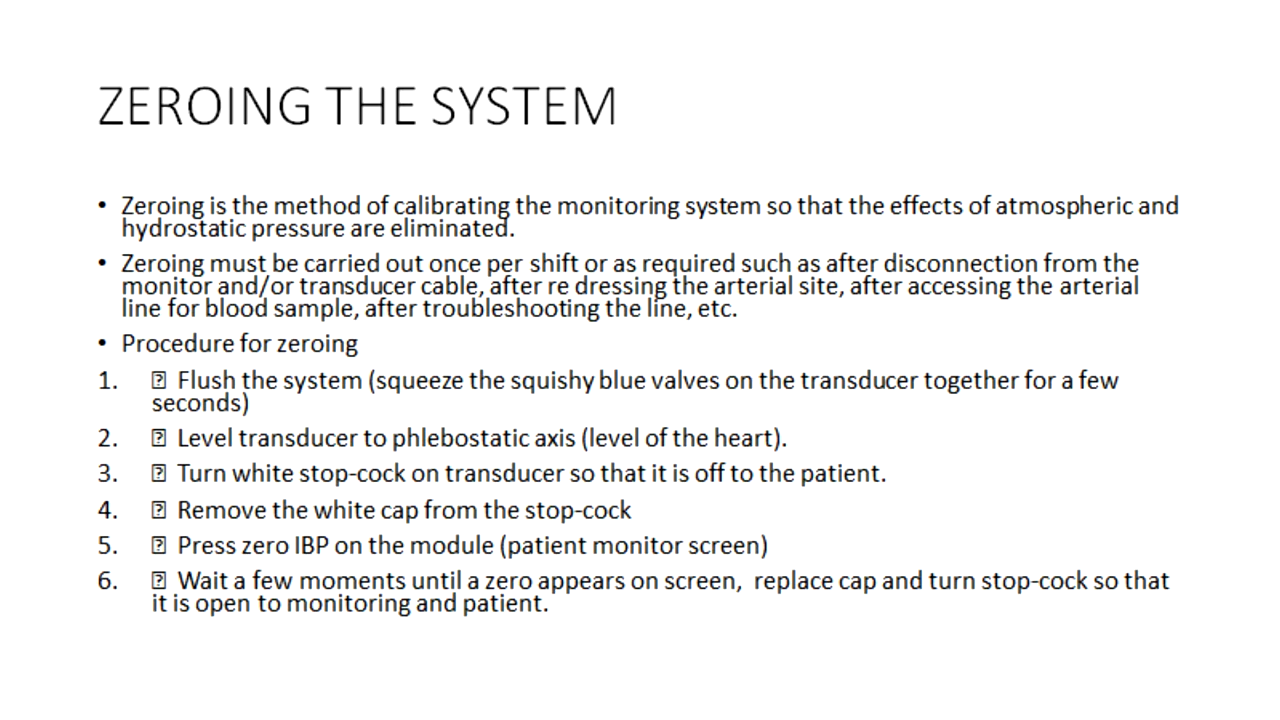 ZEROING THE SYSTEM
• Zeroing is the method of calibrating the monitoring system so that the effects of atmospheric and
hydrostatic pressure are eliminated.
• Zeroing must be carried out once per shift or as required such as after disconnection from the
monitor and/or transducer cable, after re dressing the arterial site, after accessing the arterial
line for blood sample, after troubleshooting the line, etc.
• Procedure for zeroing
1. ⍰ Flush the system (squeeze the squishy blue valves on the transducer together for a few
seconds)
2. ⍰ Level transducer to phlebostatic axis (level of the heart).
3. ⍰ Turn white stop-cock on transducer so that it is off to the patient.
4. ⍰ Remove the white cap from the stop-cock
5. ⍰ Press zero IBP on the module (patient monitor screen)
6. ⍰ Wait a few moments until a zero appears on screen,  replace cap and turn stop-cock so that
it is open to monitoring and patient.